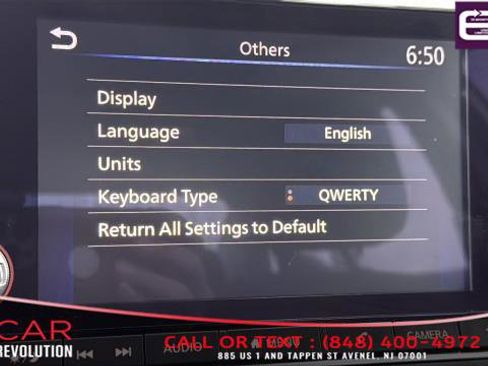 Others
6:50
Display
Language English
Units
Keyboard Type QWERTY
Return All Settings to Default
CAR
REVOLUTION
CALL OR TEXT : (848) 400-4972
885 US 1 AND TAPPEN ST AVENEL, NJ 07001
AUDIO
CAMERA